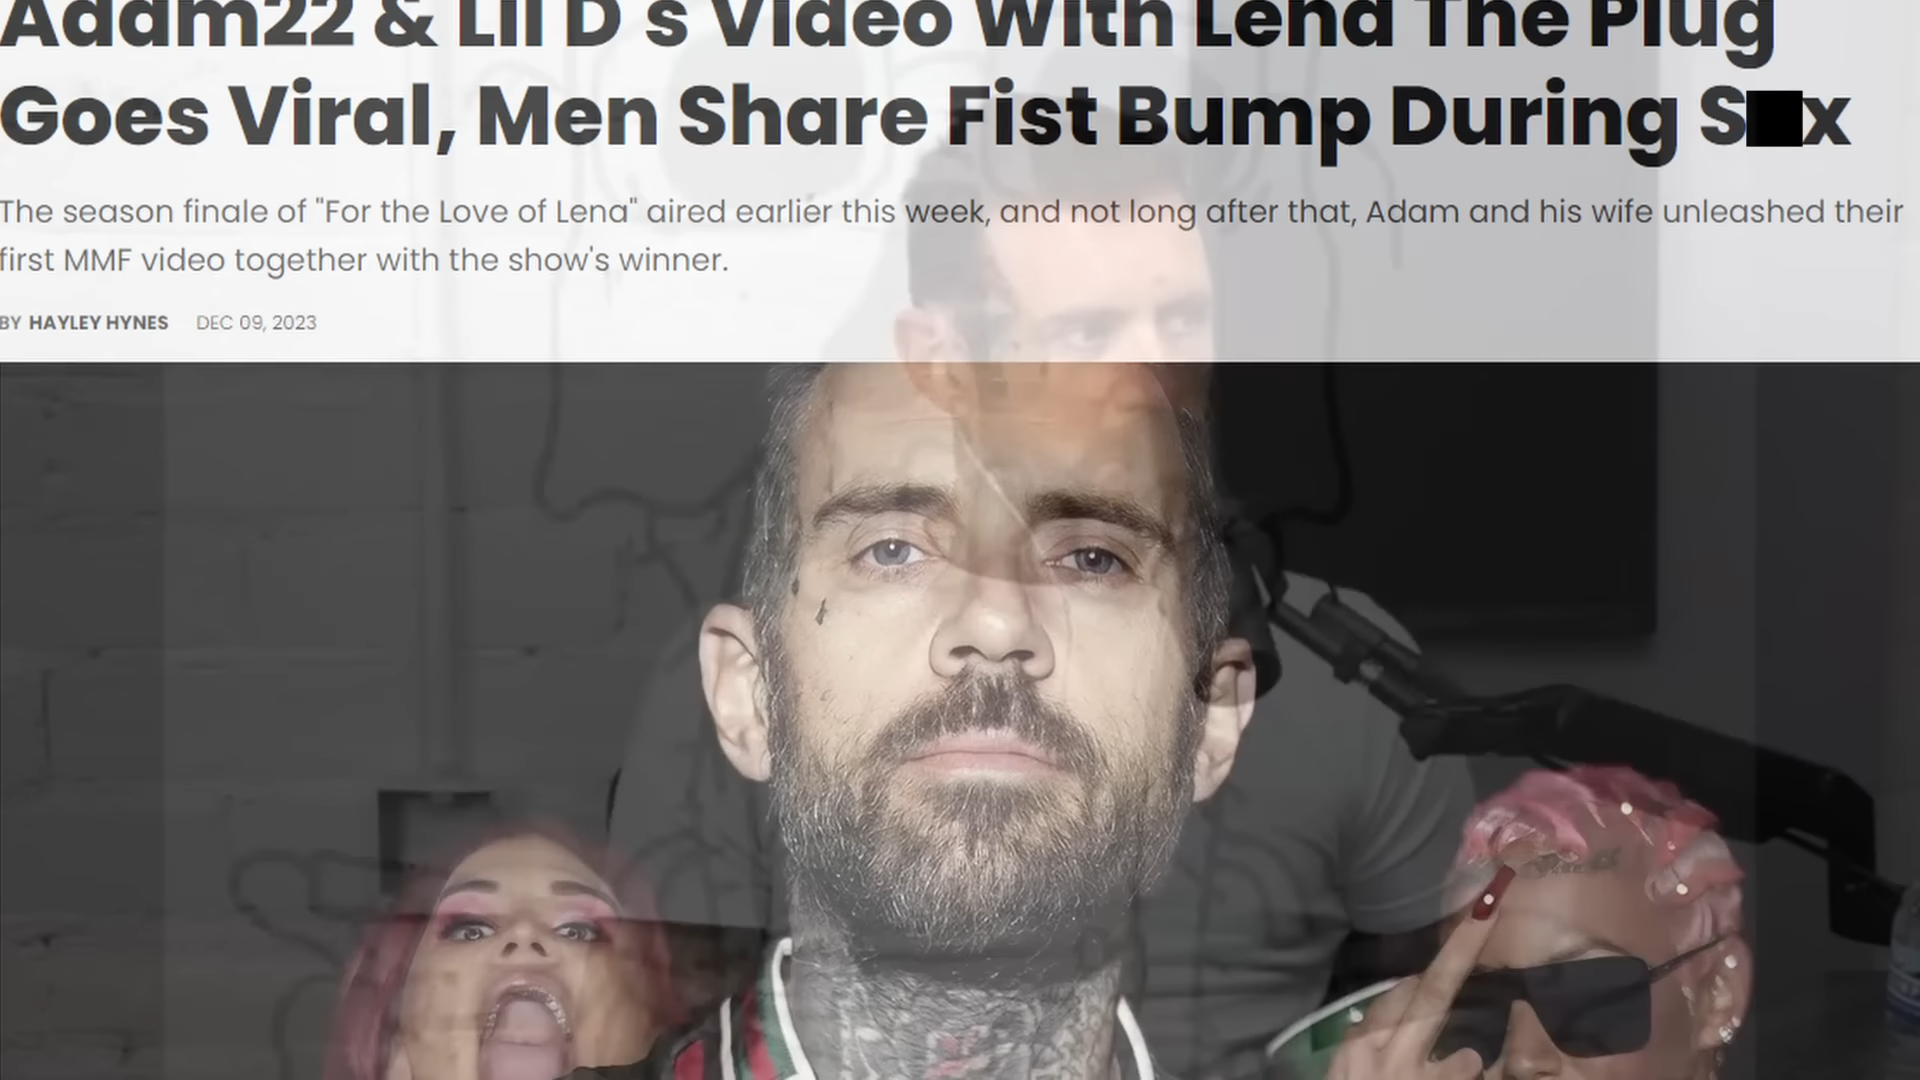 Adam22 & Lil D's Video With Lena The Plug
Goes Viral, Men Share Fist Bump During S■x
The season finale of "For the Love of Lena" aired earlier this week, and not long after that, Adam and his wife unleashed their
first MMF video together with the show's winner.
BY HAYLEY HYNES DEC 09, 2023